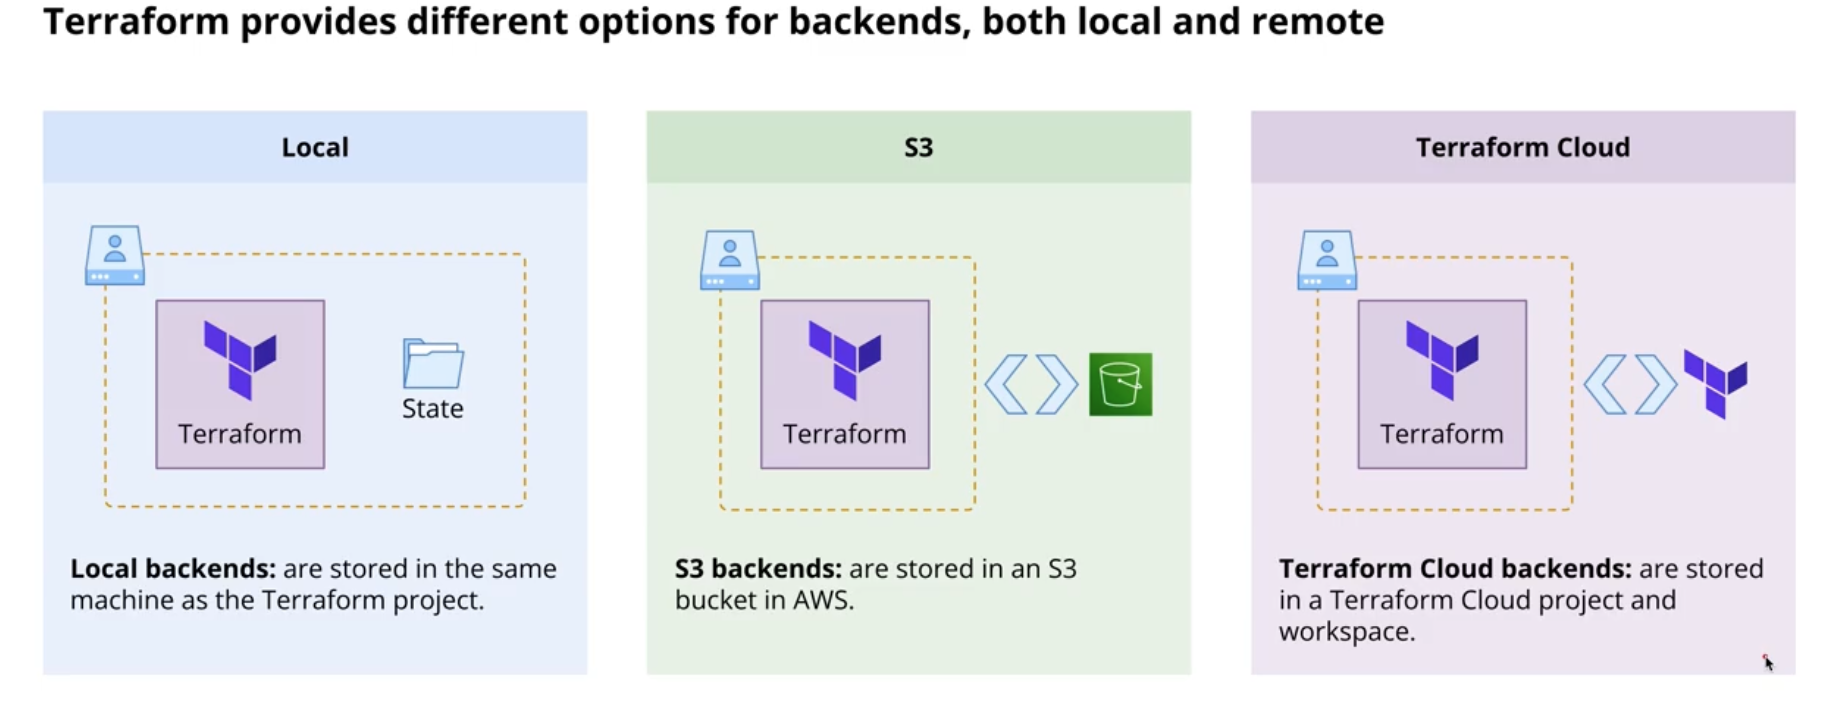 Terraform provides different options for backends, both local and remote
Local
Terraform
State
Local backends: are stored in the same
machine as the Terraform project.
S3
Terraform
S3 backends: are stored in an S3
bucket in AWS.
Terraform Cloud
Terraform
Terraform Cloud backends: are stored
in a Terraform Cloud project and
workspace.